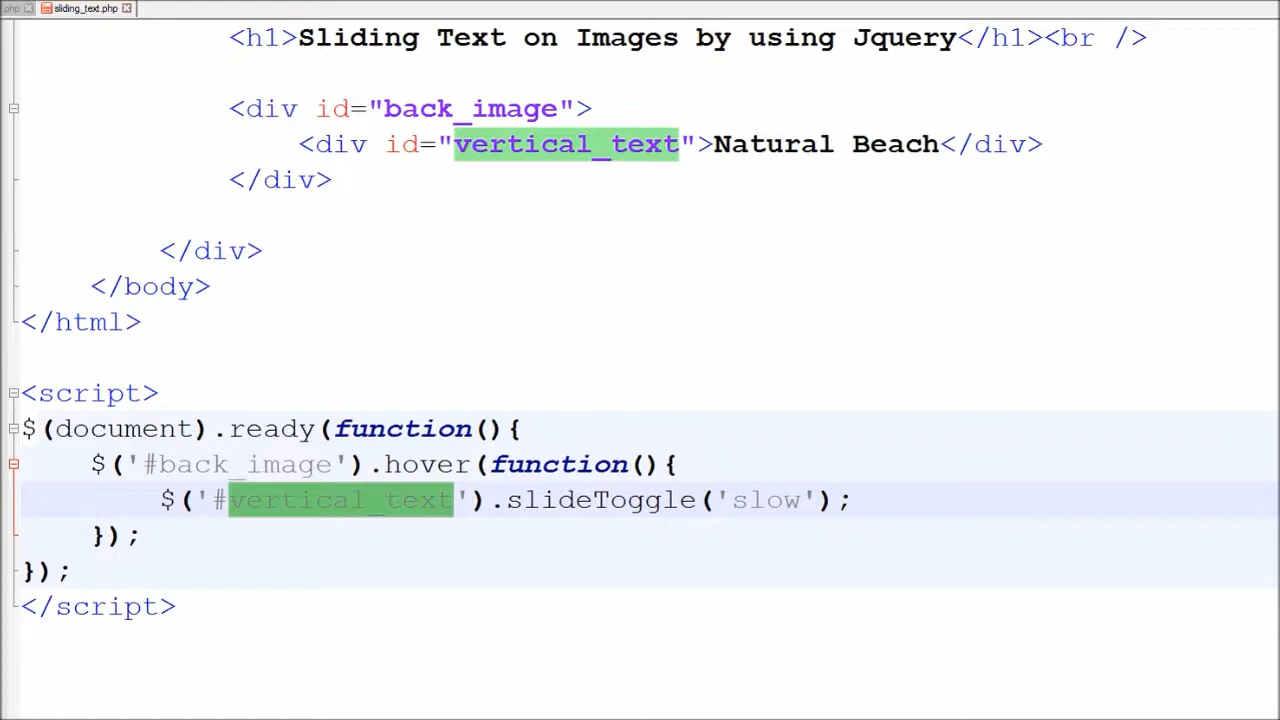 .php sliding_text.php
<h1>Sliding Text on Images by using Jquery</h1><br />
<div id="back_image">
<div id="vertical_text">Natural Beach</div>
</div>
</div>
</body>
</html>
<script>
$(document).ready(function(){
$('#back_image').hover(function(){
$('#vertical_text').slideToggle('slow');
});
});
</script>